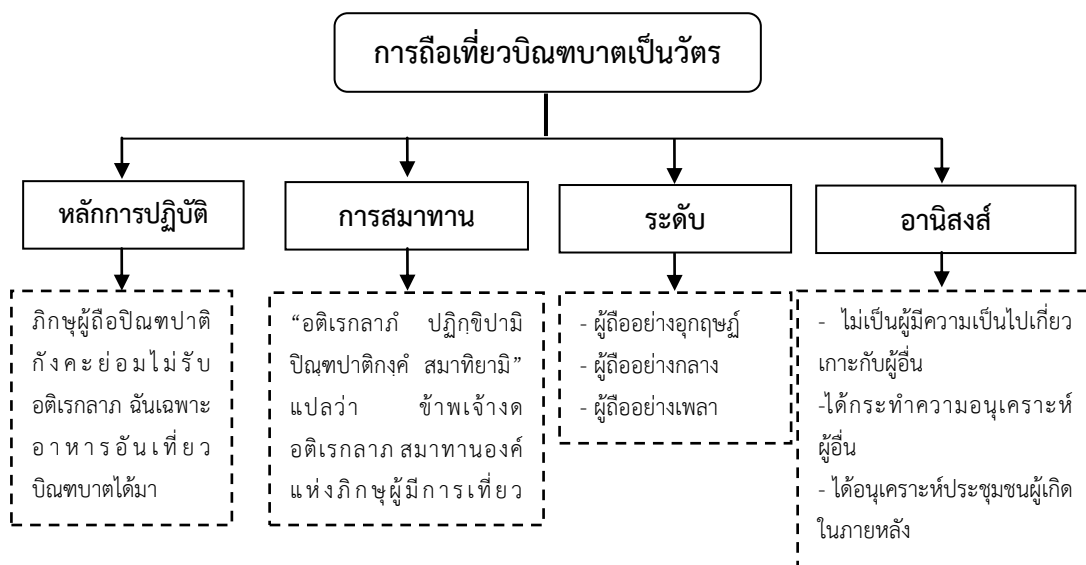 การถือเที่ยวบิณฑบาตเป็นวัตร
หลักการปฏิบัติ
ภิกษุผู้ถือปิณฑปาติ
กังคะย่อมไม่รับ
อติเรกลาภ ฉันเฉพาะ
อาหารอันเที่ยว
บิณฑบาตได้มา
การสมาทาน
“อติเรกลาภํ ปฏิกฺขิปามิ
ปิณฺฑปาติกงฺคํ สมาทิยามิ”
แปลว่า ข้าพเจ้างด
อติเรกลาภ สมาทานองค์
แห่งภิกษุผู้มีการเที่ยว
ระดับ
- ผู้ถืออย่างอุกฤษฏ์
- ผู้ถืออย่างกลาง
- ผู้ถืออย่างเพลา
อานิสงส์
- ไม่เป็นผู้มีความเป็นไปเกี่ยว
เกาะกับผู้อื่น
-ได้กระทำความอนุเคราะห์
ผู้อื่น
- ได้อนุเคราะห์ประชุมชนผู้เกิด
ในภายหลัง